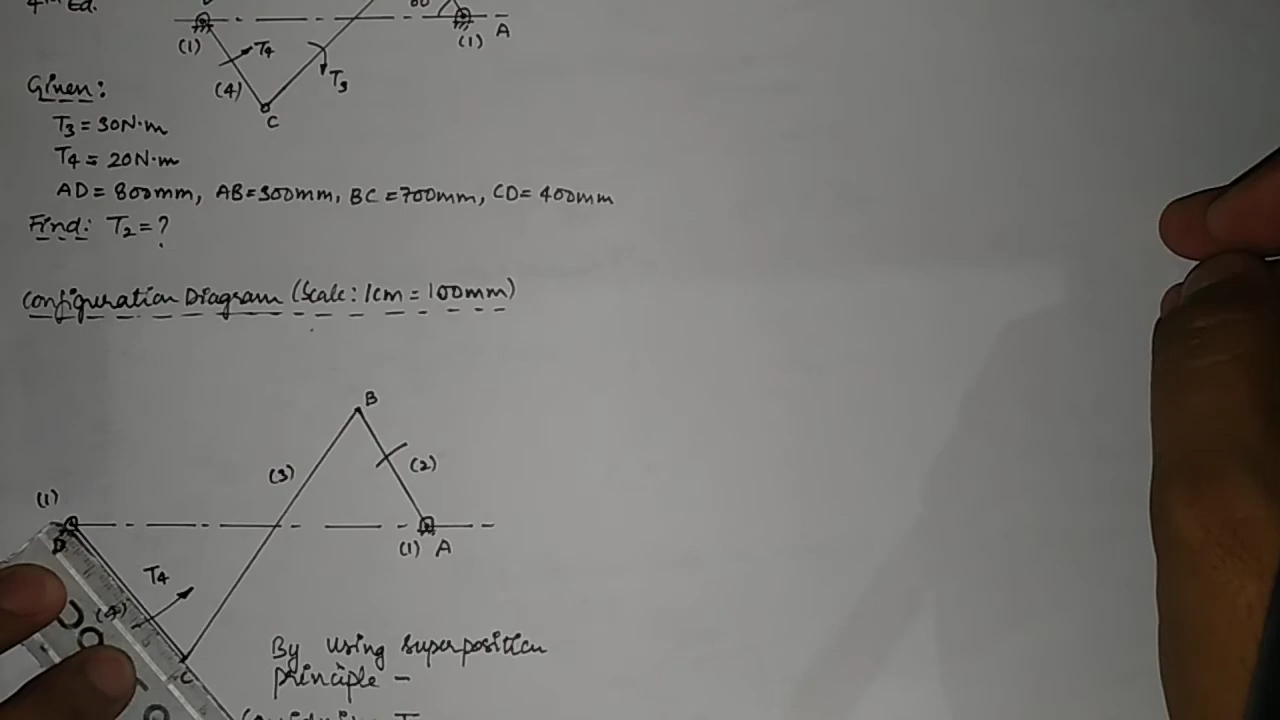 4th Ed.
60
(1)
(1) A
T4
T3
(4)
C
Given:
T3 = 30N.m
T4 = 20N.m
AD = 800mm, AB = 300mm, BC = 700mm, CD = 400mm
Find: T2 = ?
Configuration Diagram (Scale: 1cm = 100mm)
B
(3)
(2)
(1)
D
(1) A
T4
(4)
C
By using superposition
principle -